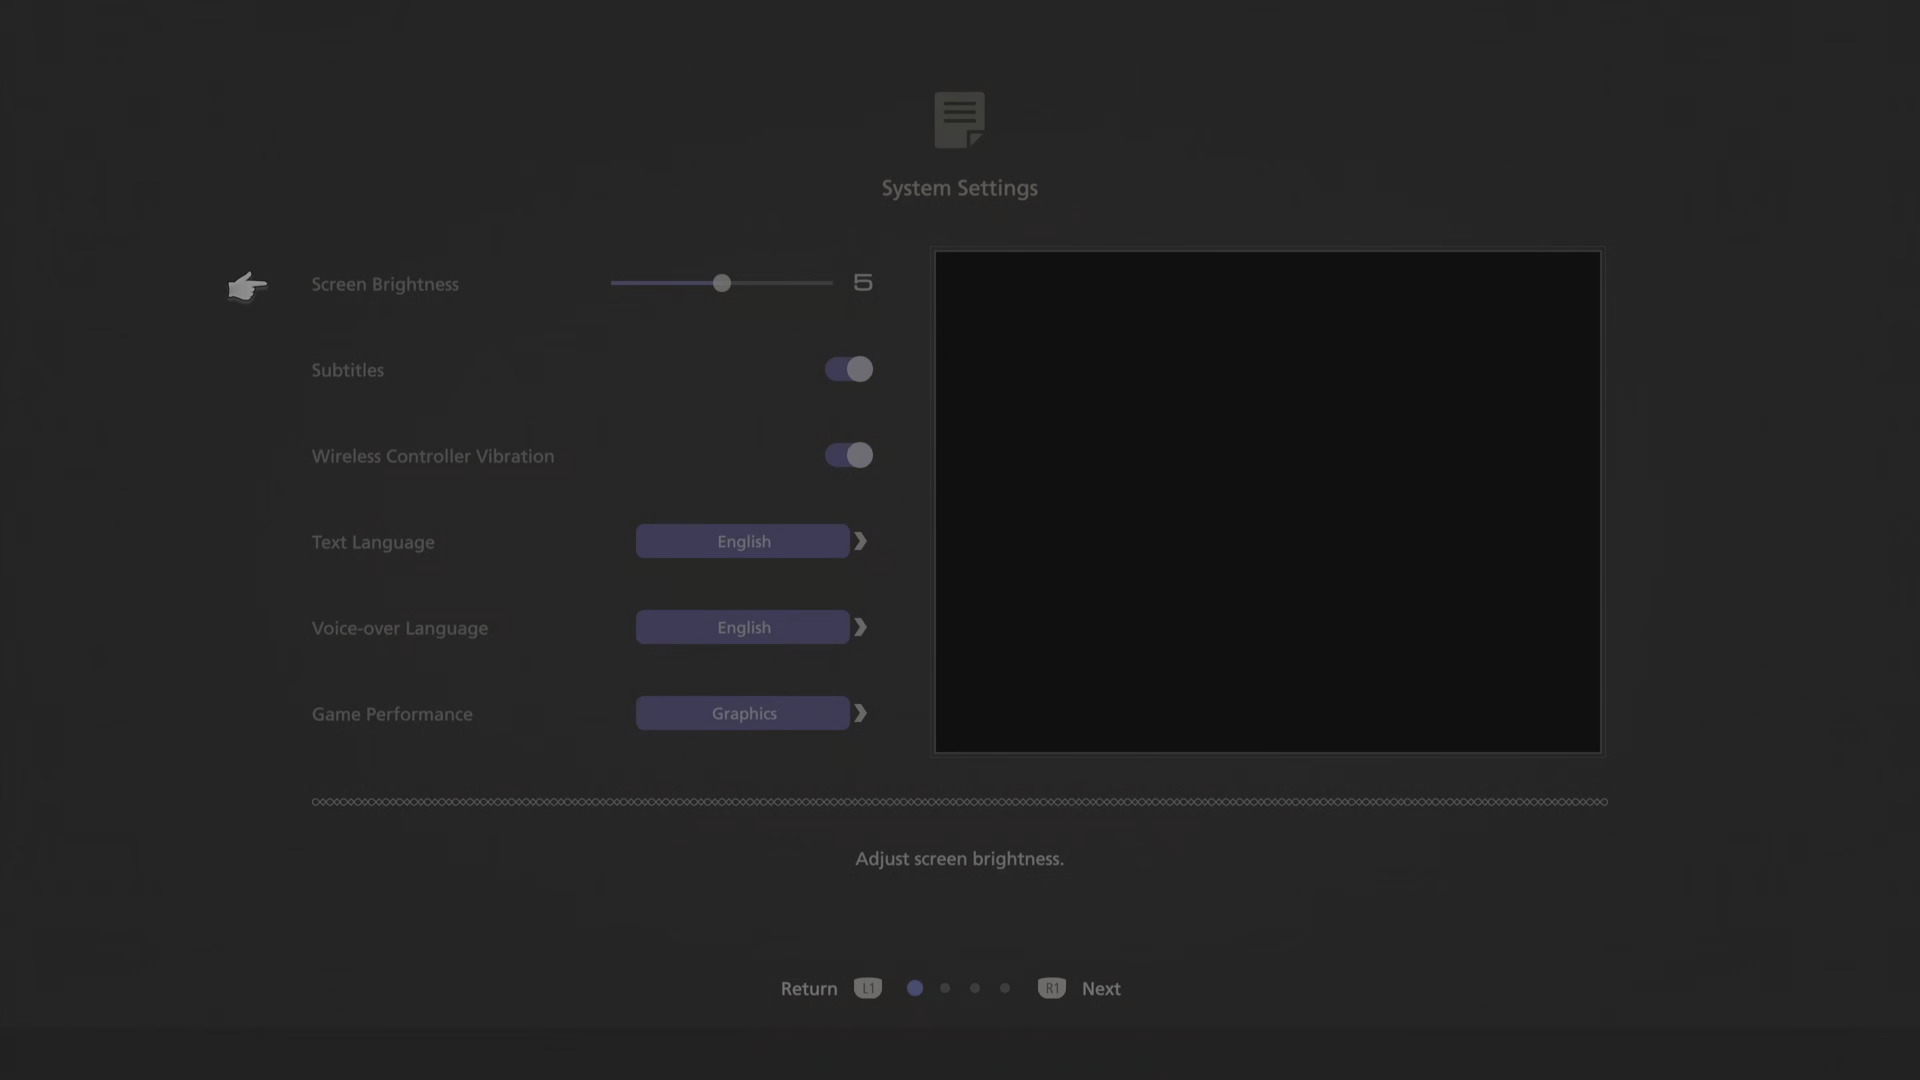 System Settings
Screen Brightness 5
Subtitles
Wireless Controller Vibration
Text Language English
Voice-over Language English
Game Performance Graphics
Adjust screen brightness.
Return L1 R1 Next